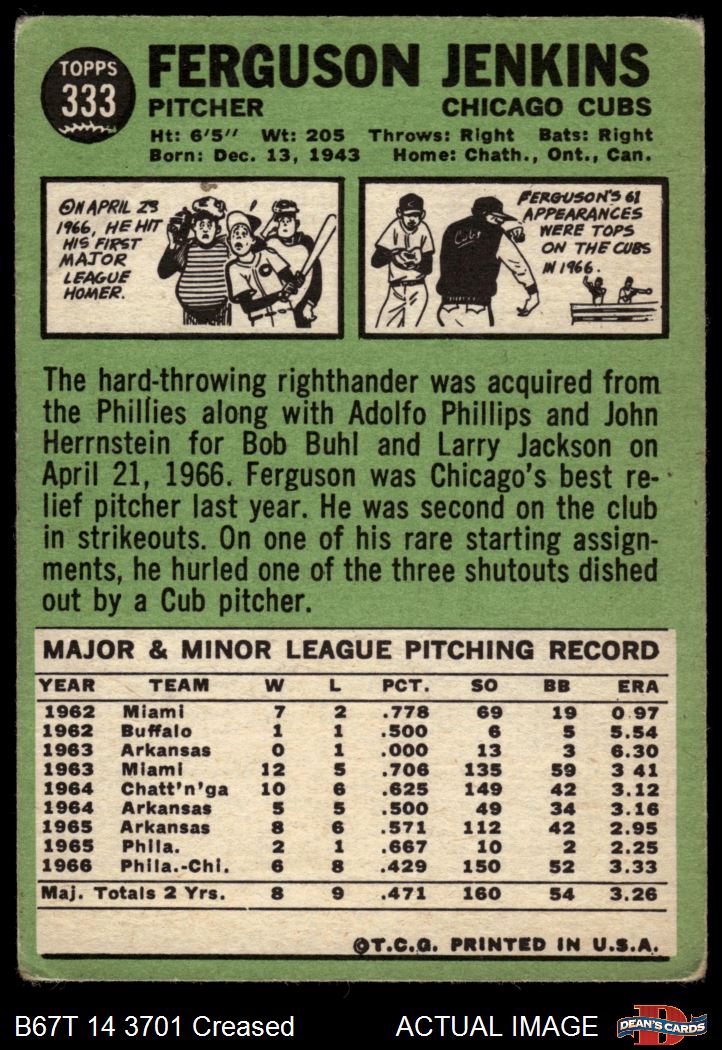 TOPPS
333
FERGUSON JENKINS
PITCHER CHICAGO CUBS
Ht: 6'5" Wt: 205 Throws: Right Bats: Right
Born: Dec. 13, 1943 Home: Chath., Ont., Can.
ON APRIL 23
1966, HE HIT
HIS FIRST
MAJOR
LEAGUE
HOMER.
C
Cubs
FERGUSON'S 61
APPEARANCES
WERE TOPS
ON THE CUBS
IN 1966.
The hard-throwing righthander was acquired from
the Phillies along with Adolfo Phillips and John
Herrnstein for Bob Buhl and Larry Jackson on
April 21, 1966. Ferguson was Chicago's best re-
lief pitcher last year. He was second on the club
in strikeouts. On one of his rare starting assign-
ments, he hurled one of the three shutouts dished
out by a Cub pitcher.
MAJOR & MINOR LEAGUE PITCHING RECORD
YEAR TEAM W L PCT. SO BB ERA
1962 Miami 7 2 .778 69 19 0.97
1962 Buffalo 1 1 .500 6 5 5.54
1963 Arkansas 0 1 .000 13 3 6.30
1963 Miami 12 5 .706 135 59 3 41
1964 Chatt'n'ga 10 6 .625 149 42 3.12
1964 Arkansas 5 5 .500 49 34 3.16
1965 Arkansas 8 6 .571 112 42 2.95
1965 Phila. 2 1 .667 10 2 2.25
1966 Phila.-Chi. 6 8 .429 150 52 3.33
Maj. Totals 2 Yrs. 8 9 .471 160 54 3.26
©T.C.G. PRINTED IN U.S.A.
B67T 14 3701 Creased ACTUAL IMAGE
D
DEAN'S CARDS